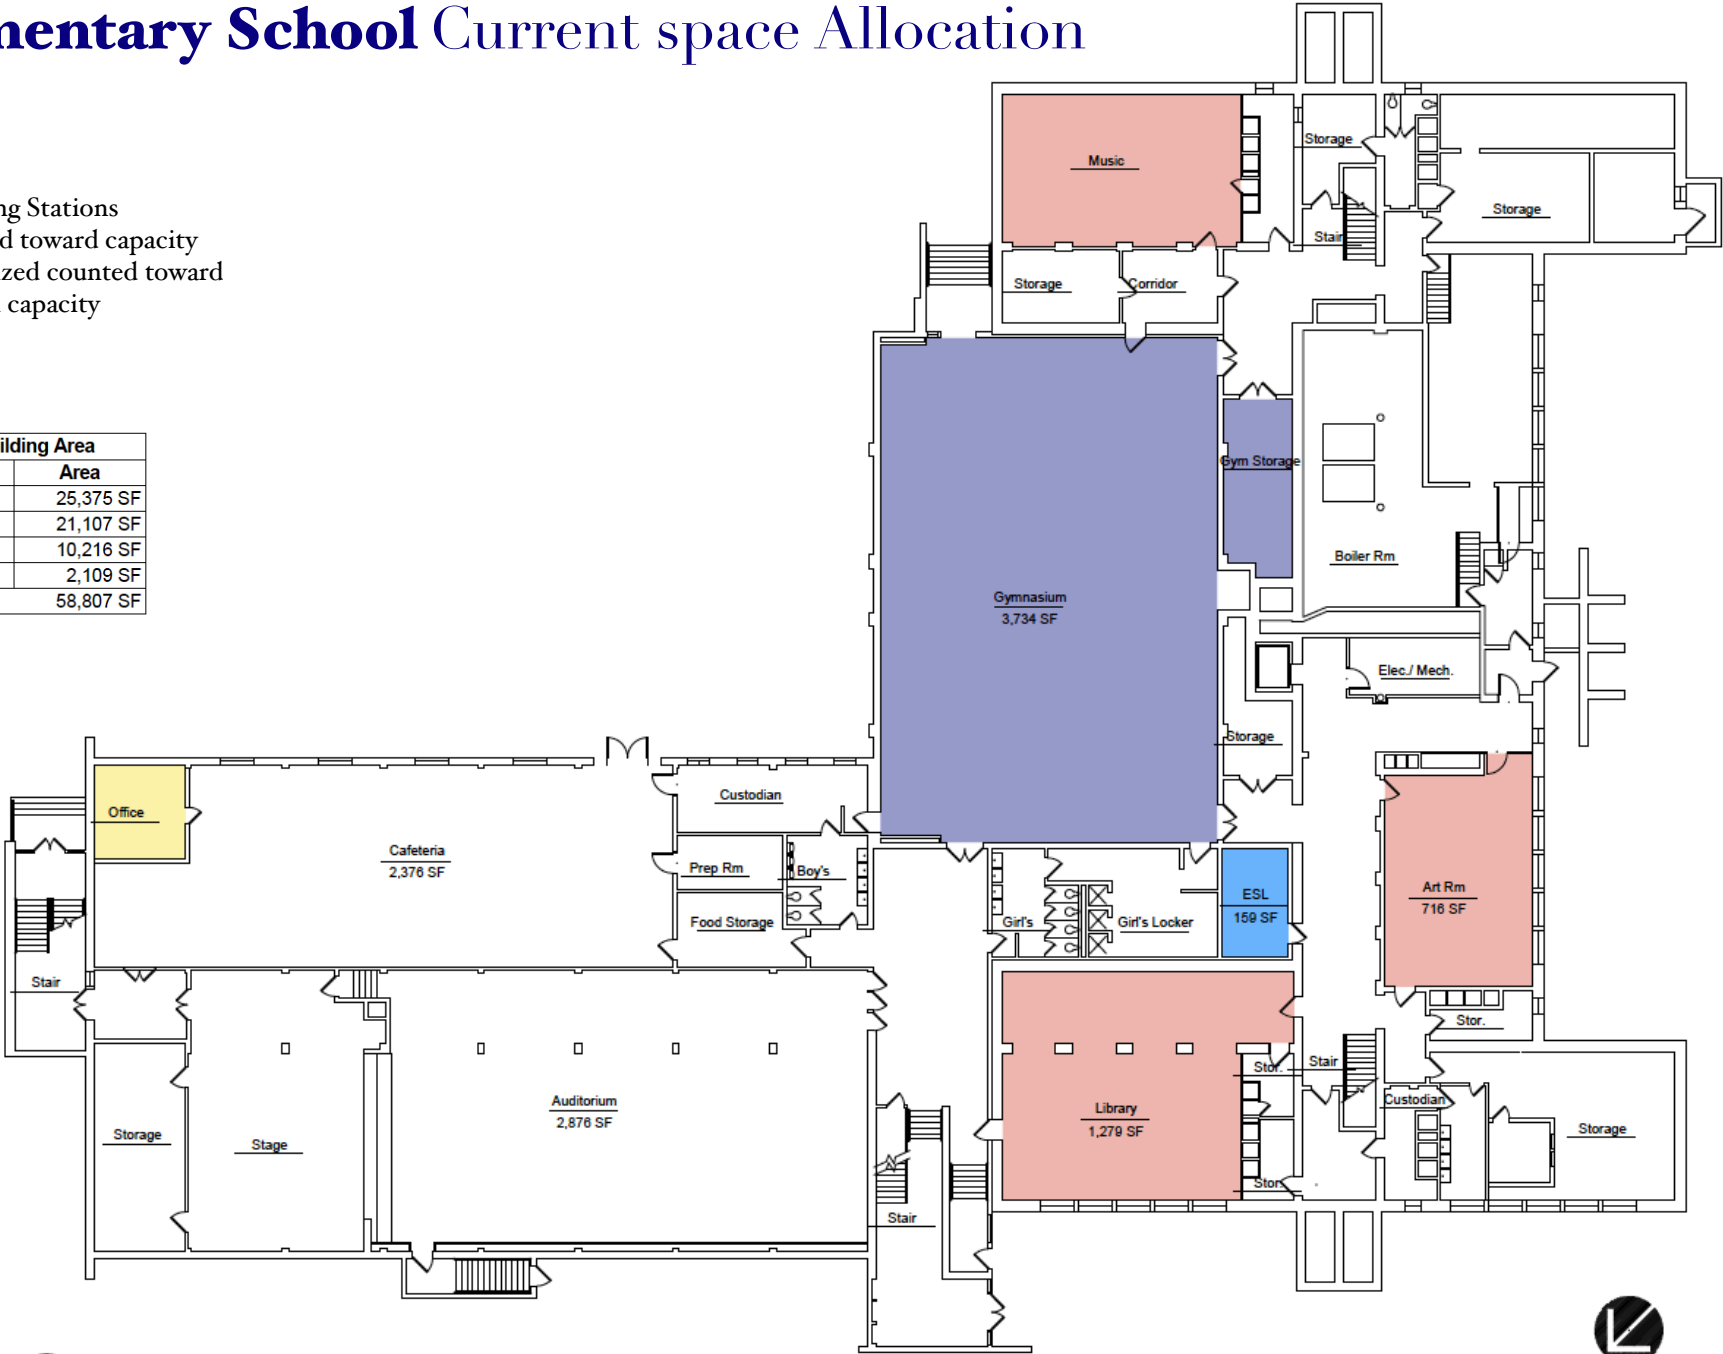 mentary School Current space Allocation
ng Stations
d toward capacity
ized counted toward
capacity
ilding Area
Area
25,375 SF
21,107 SF
10,216 SF
2,109 SF
58,807 SF
Music
Storage
Storage
Stair
Storage
Corridor
Gym Storage
Boiler Rm
Gymnasium
3,734 SF
Elec./ Mech.
Storage
Office
Custodian
Cafeteria
2,376 SF
Prep Rm
Boy's
Food Storage
Girl's
Girl's Locker
ESL
159 SF
Art Rm
716 SF
Stair
Stor.
Stor.
Stair
Custodian
Storage
Library
1,279 SF
Auditorium
2,876 SF
Storage
Stage
Stor.
Stair